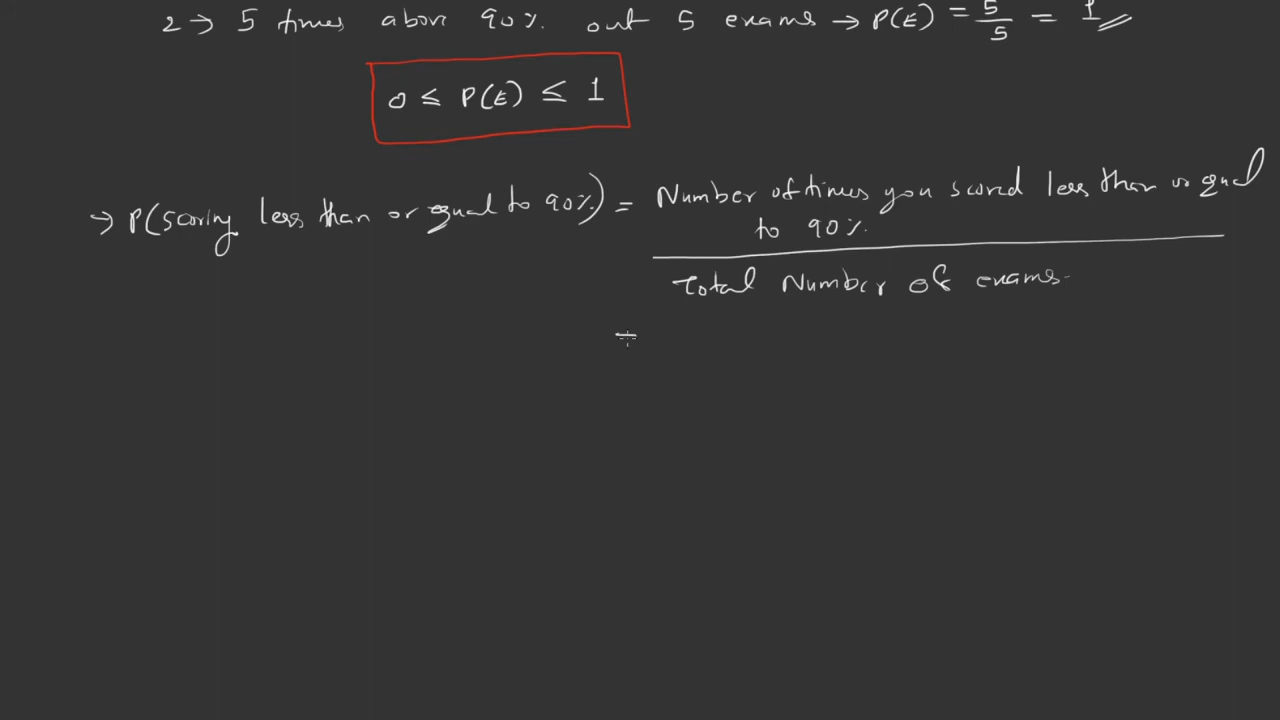 2 → 5 times above 90%. out 5 exams → P(E) = 5/5 = 1
0 ≤ P(E) ≤ 1
→ P(scoring less than or equal to 90%) = Number of times you scored less than or equal
to 90%.
Total Number of exams.
=